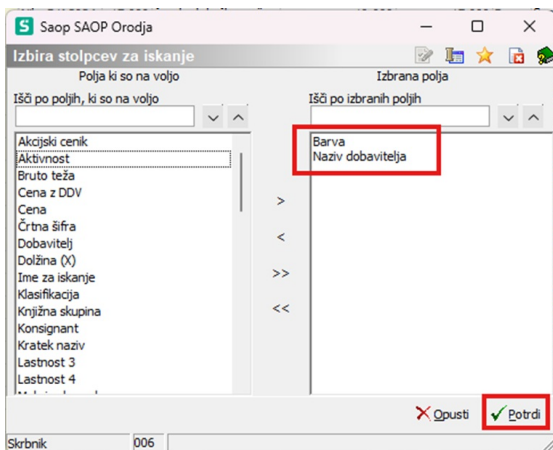 Saop SAOP Orodja
Izbira stolpcev za iskanje
Polja ki so na voljo
Išči po poljih, ki so na voljo
Akcijski cenik
Aktivnost
Bruto teža
Cena z DDV
Cena
Črtna šifra
Dobavitelj
Dolžina (X)
Ime za iskanje
Klasifikacija
Knjižna skupina
Konsignant
Kratek naziv
Lastnost 3
Lastnost 4
>
<
>>
<<
Izbrana polja
Išči po izbranih poljih
Barva
Naziv dobavitelja
Opusti
Potrdi
Skrbnik
006